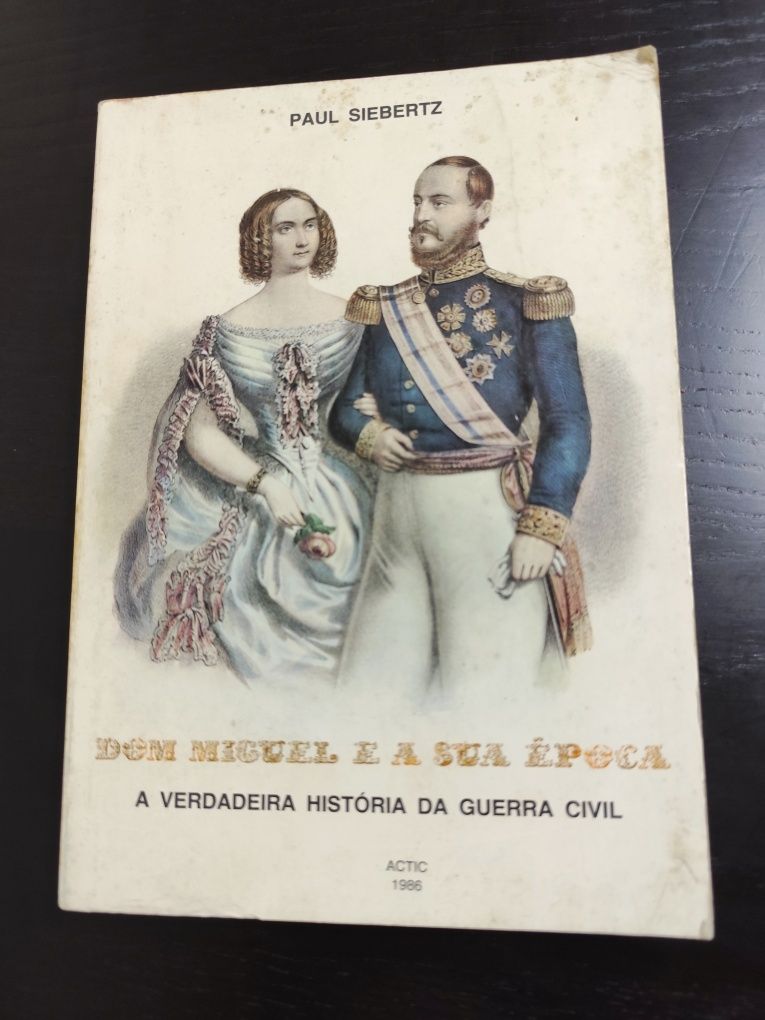 PAUL SIEBERTZ
DOM MIGUEL E A SUA ÉPOCA
A VERDADEIRA HISTÓRIA DA GUERRA CIVIL
ACTIC
1986